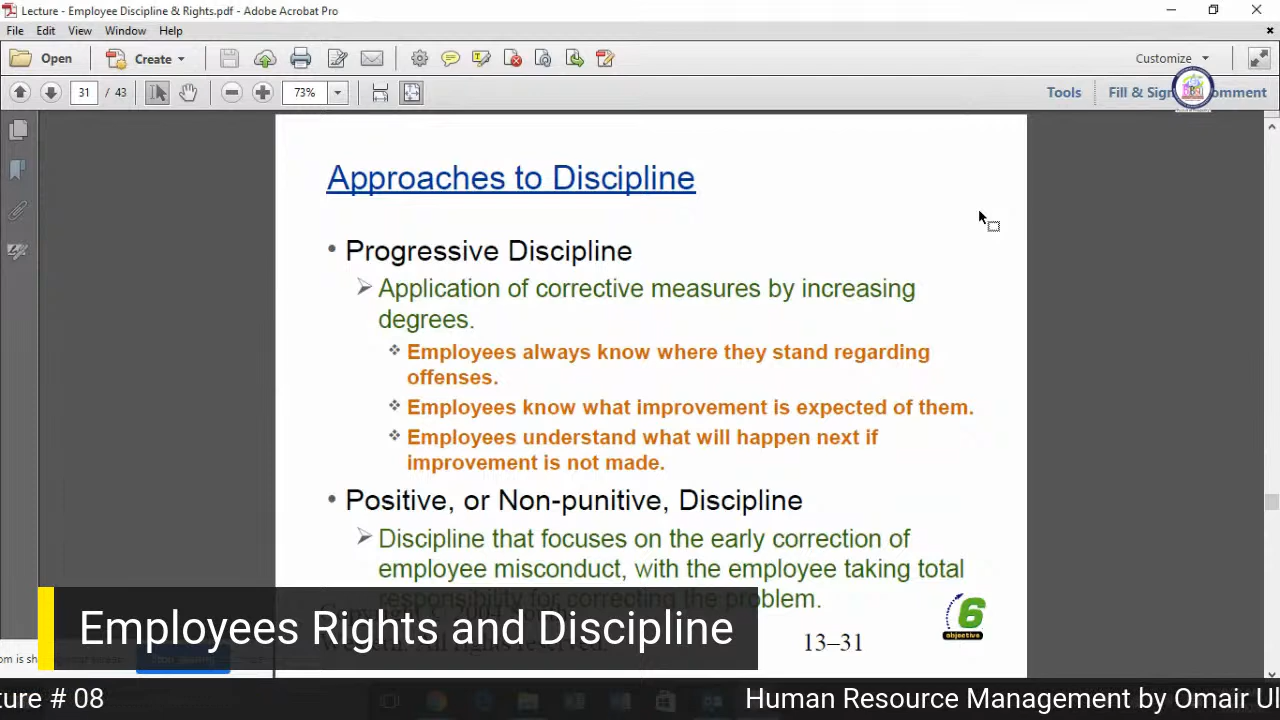 Lecture - Employee Discipline & Rights.pdf - Adobe Acrobat Pro
File Edit View Window Help
Open Create Customize
31 / 43 73% Tools Fill & Sign omment
Approaches to Discipline
• Progressive Discipline
Application of corrective measures by increasing
degrees.
Employees always know where they stand regarding
offenses.
Employees know what improvement is expected of them.
Employees understand what will happen next if
improvement is not made.
• Positive, or Non-punitive, Discipline
Discipline that focuses on the early correction of
employee misconduct, with the employee taking total
responsibility for correcting the problem.
6
objective
All rights reserved.
13–31
Employees Rights and Discipline
ture # 08 Human Resource Management by Omair Ul